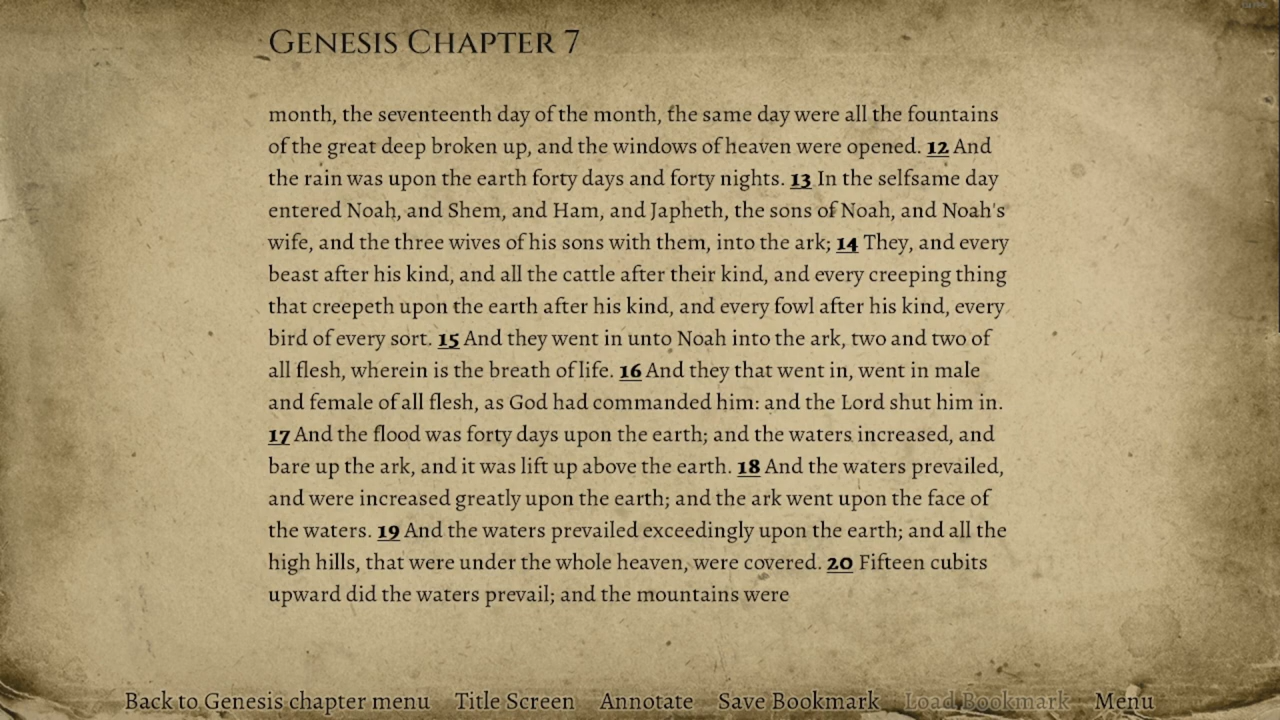 Genesis Chapter 7
month, the seventeenth day of the month, the same day were all the fountains
of the great deep broken up, and the windows of heaven were opened. 12 And
the rain was upon the earth forty days and forty nights. 13 In the selfsame day
entered Noah, and Shem, and Ham, and Japheth, the sons of Noah, and Noah's
wife, and the three wives of his sons with them, into the ark; 14 They, and every
beast after his kind, and all the cattle after their kind, and every creeping thing
that creepeth upon the earth after his kind, and every fowl after his kind, every
bird of every sort. 15 And they went in unto Noah into the ark, two and two of
all flesh, wherein is the breath of life. 16 And they that went in, went in male
and female of all flesh, as God had commanded him: and the Lord shut him in.
17 And the flood was forty days upon the earth; and the waters increased, and
bare up the ark, and it was lift up above the earth. 18 And the waters prevailed,
and were increased greatly upon the earth; and the ark went upon the face of
the waters. 19 And the waters prevailed exceedingly upon the earth; and all the
high hills, that were under the whole heaven, were covered. 20 Fifteen cubits
upward did the waters prevail; and the mountains were
Back to Genesis chapter menu Title Screen Annotate Save Bookmark Load Bookmark Menu